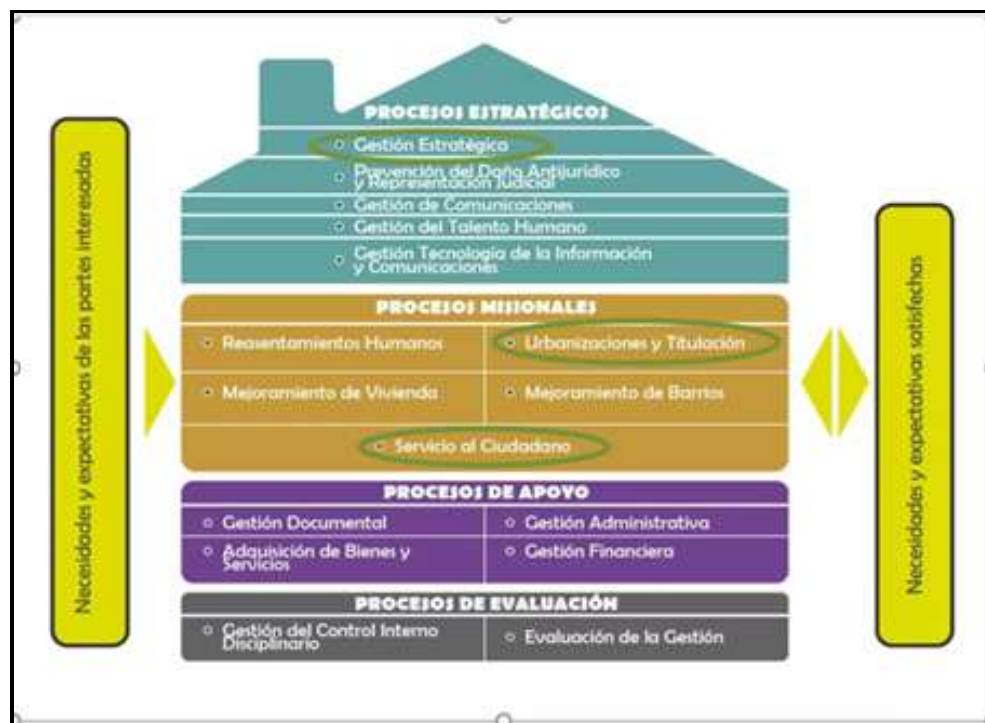 Necesidades y expectativas de las partes interesadas
PROCESOS ESTRATÉGICOS
Gestión Estratégica
Prevención del Daño Antijurídico
y Representación Judicial
Gestión de Comunicaciones
Gestión del Talento Humano
Gestión Tecnología de la Información
y Comunicaciones
PROCESOS MISIONALES
Reasentamientos Humanos
Urbanizaciones y Titulación
Mejoramiento de Vivienda
Mejoramiento de Barrios
Servicio al Ciudadano
PROCESOS DE APOYO
Gestión Documental
Gestión Administrativa
Adquisición de Bienes y
Servicios
Gestión Financiera
PROCESOS DE EVALUACIÓN
Gestión del Control Interno
Disciplinario
Evaluación de la Gestión
Necesidades y expectativas satisfechas